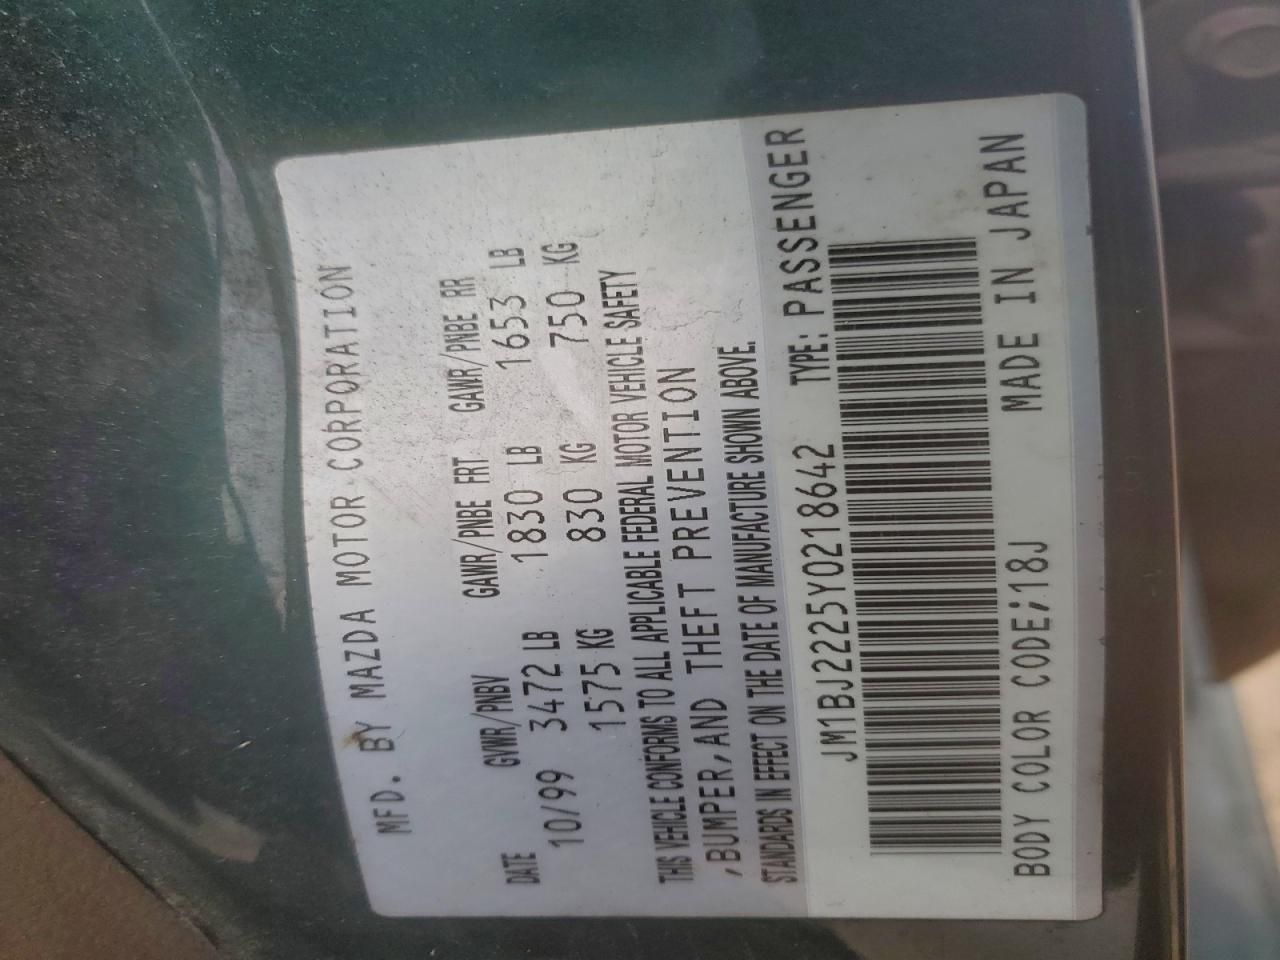 MFD. BY MAZDA MOTOR CORPORATION
DATE GVWR/PNBV GAWR/PNBE FRT GAWR/PNBE RR
10/99 3472 LB 1830 LB 1653 LB
1575 KG 830 KG 750 KG
THIS VEHICLE CONFORMS TO ALL APPLICABLE FEDERAL MOTOR VEHICLE SAFETY
,BUMPER,AND THEFT PREVENTION
STANDARDS IN EFFECT ON THE DATE OF MANUFACTURE SHOWN ABOVE.
JM1BJ2225Y0218642 TYPE: PASSENGER
BODY COLOR CODE;18J MADE IN JAPAN